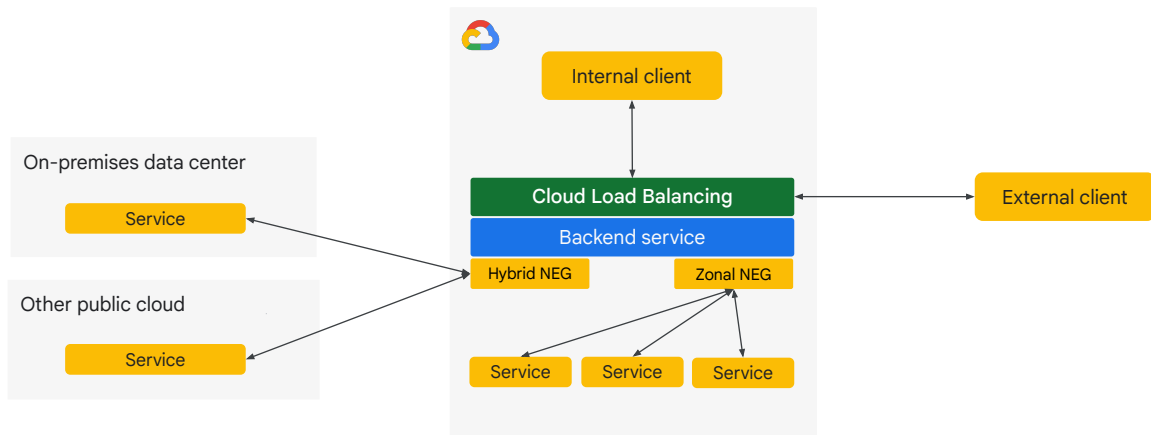 Internal client
On-premises data center
Service
Cloud Load Balancing
External client
Backend service
Hybrid NEG
Zonal NEG
Other public cloud
Service
Service
Service
Service